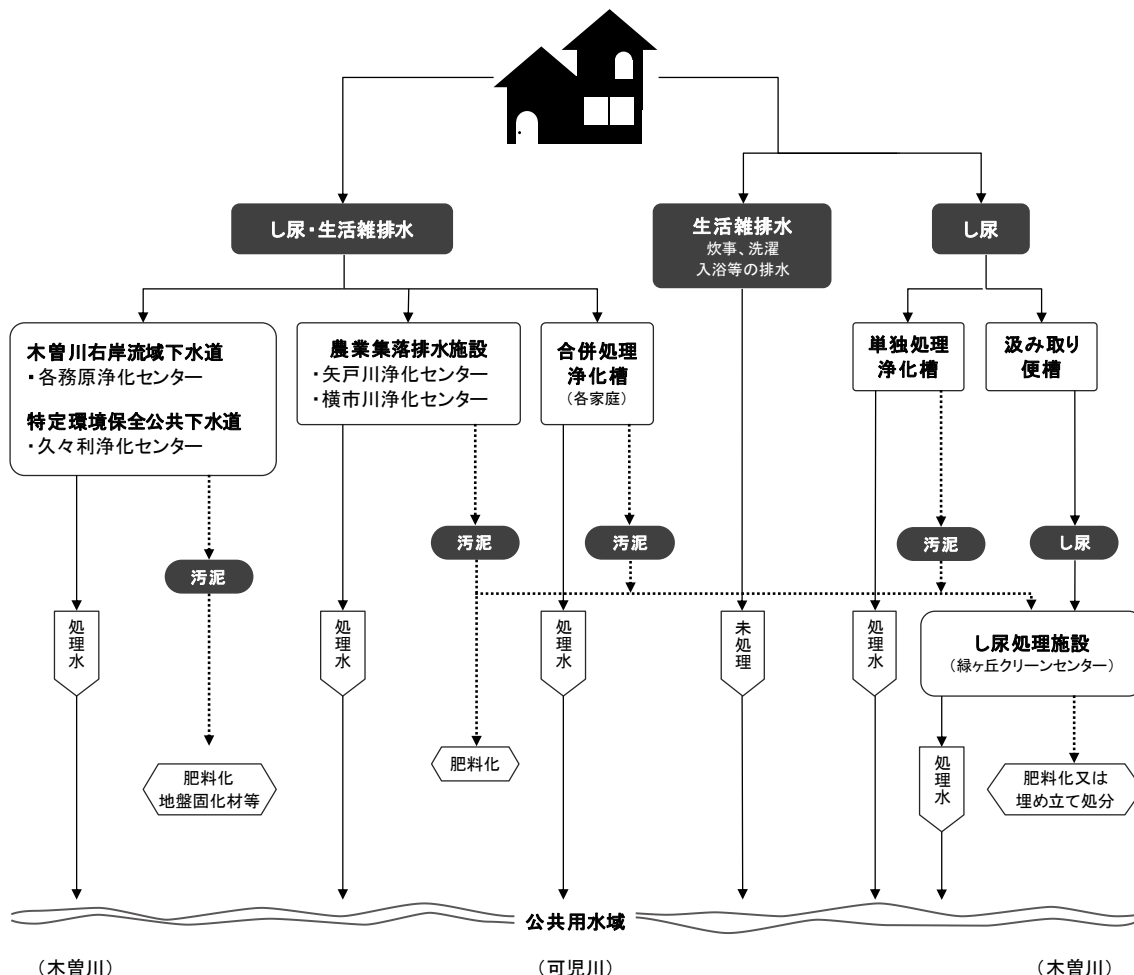 し尿・生活雑排水
生活雑排水
炊事、洗濯
入浴等の排水
し尿
木曽川右岸流域下水道
・各務原浄化センター
特定環境保全公共下水道
・久々利浄化センター
農業集落排水施設
・矢戸川浄化センター
・横市川浄化センター
合併処理
浄化槽
（各家庭）
単独処理
浄化槽
汲み取り
便槽
汚泥
汚泥
汚泥
し尿
汚泥
処理水
処理水
処理水
未処理
処理水
し尿処理施設
（緑ヶ丘クリーンセンター）
肥料化
地盤固化材等
肥料化
処理水
肥料化又は
埋め立て処分
公共用水域
（木曽川）
（可児川）
（木曽川）